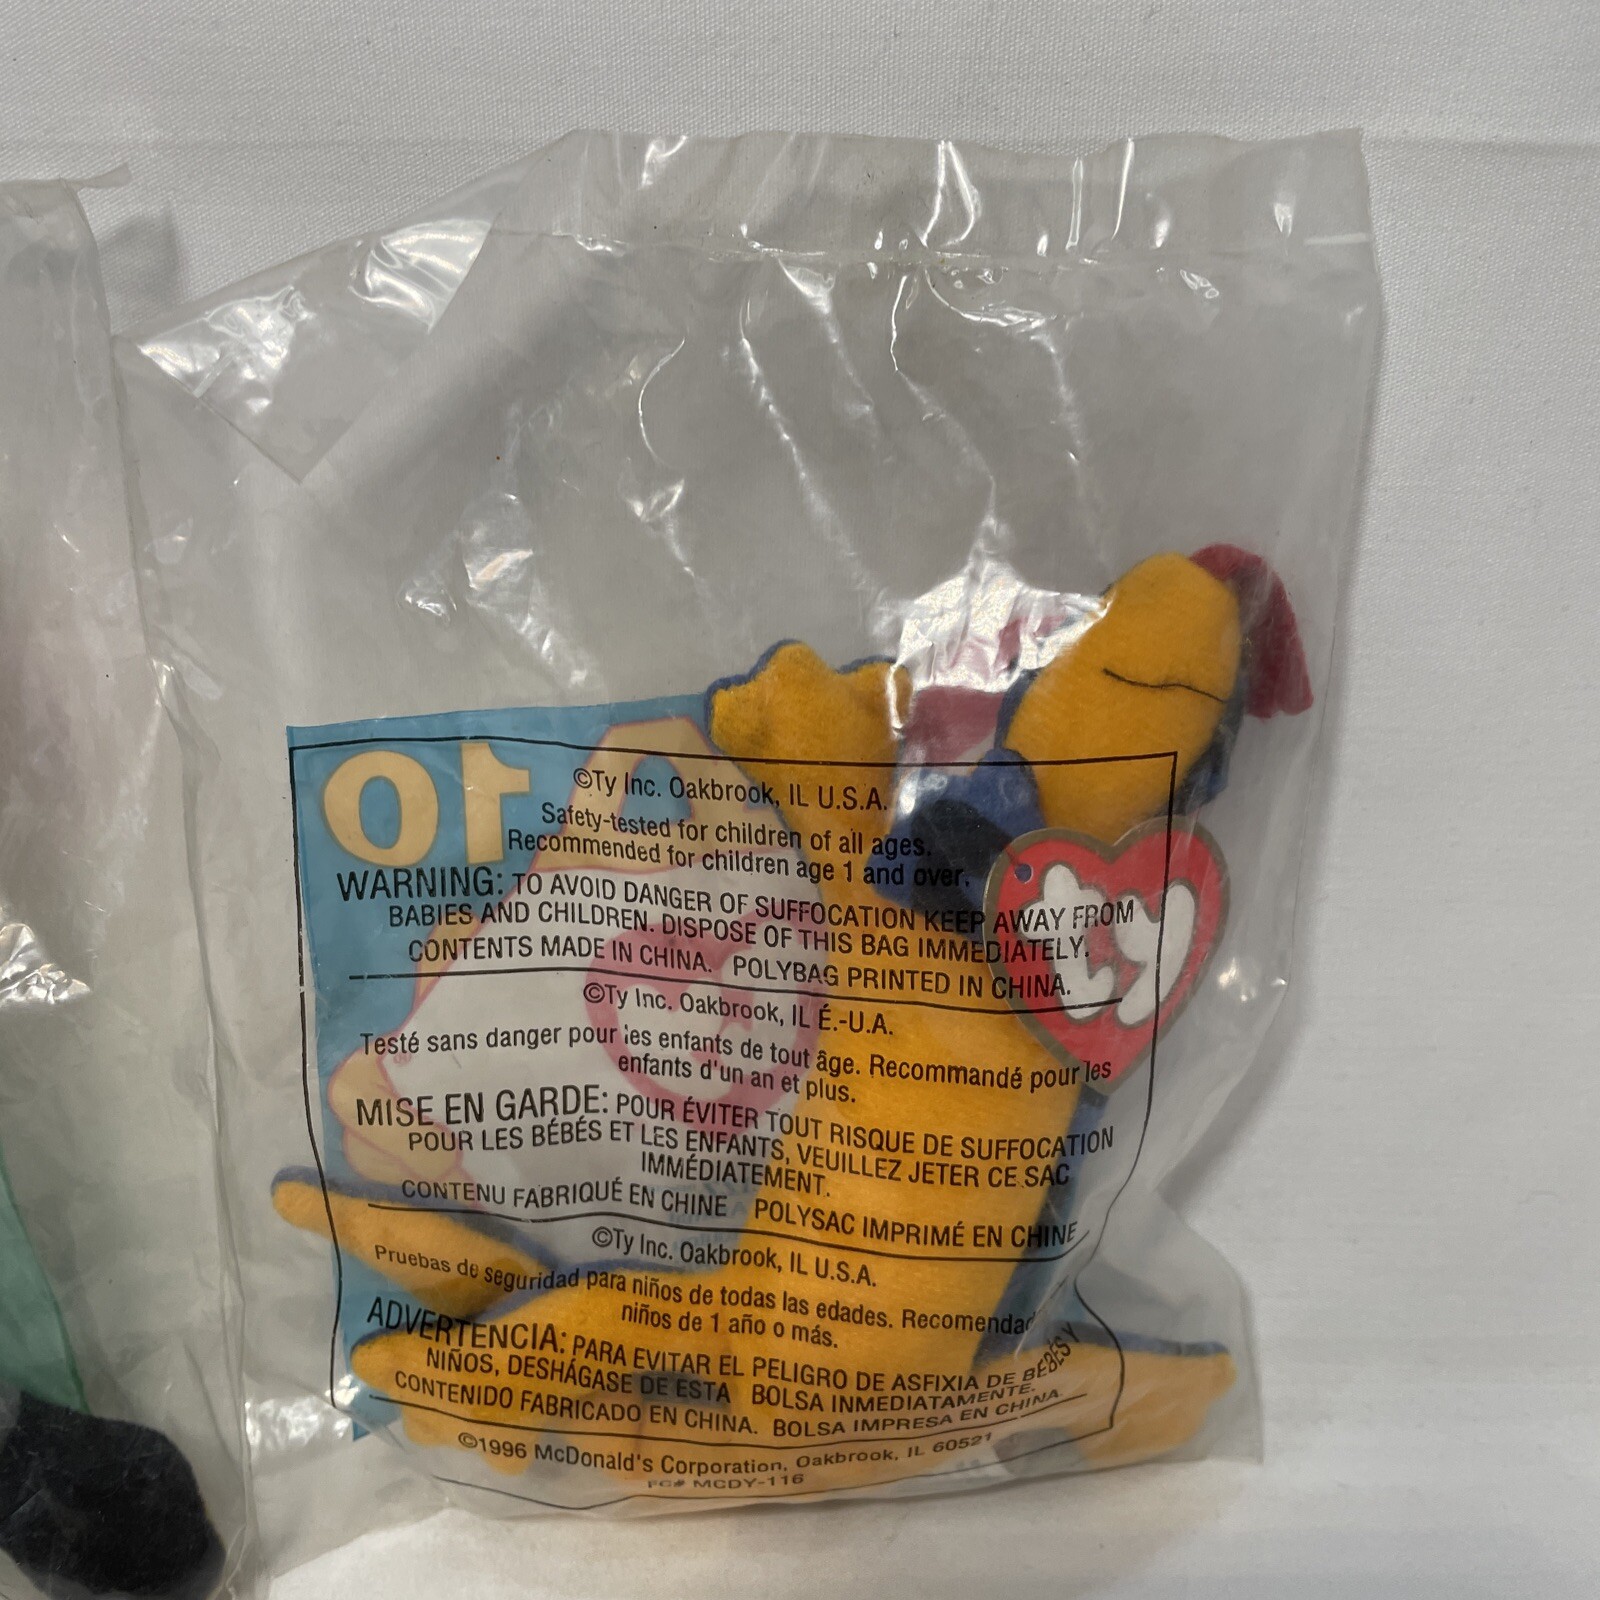 10
©Ty Inc. Oakbrook, IL U.S.A.
Safety-tested for children of all ages.
Recommended for children age 1 and over.
WARNING: TO AVOID DANGER OF SUFFOCATION KEEP AWAY FROM
BABIES AND CHILDREN. DISPOSE OF THIS BAG IMMEDIATELY.
CONTENTS MADE IN CHINA. POLYBAG PRINTED IN CHINA.
ty
©Ty Inc. Oakbrook, IL É.-U.A.
Testé sans danger pour les enfants de tout âge. Recommandé pour les
enfants d'un an et plus.
MISE EN GARDE: POUR ÉVITER TOUT RISQUE DE SUFFOCATION
POUR LES BÉBÉS ET LES ENFANTS, VEUILLEZ JETER CE SAC
IMMÉDIATEMENT.
CONTENU FABRIQUÉ EN CHINE POLYSAC IMPRIMÉ EN CHINE
©Ty Inc. Oakbrook, IL U.S.A.
Pruebas de seguridad para niños de todas las edades. Recomendad
niños de 1 año o más.
ADVERTENCIA: PARA EVITAR EL PELIGRO DE ASFIXIA DE BEBÉS Y
NIÑOS, DESHÁGASE DE ESTA BOLSA INMEDIATAMENTE.
CONTENIDO FABRICADO EN CHINA. BOLSA IMPRESA EN CHINA.
©1996 McDonald's Corporation, Oakbrook, IL 60521
FC# MCDY-116